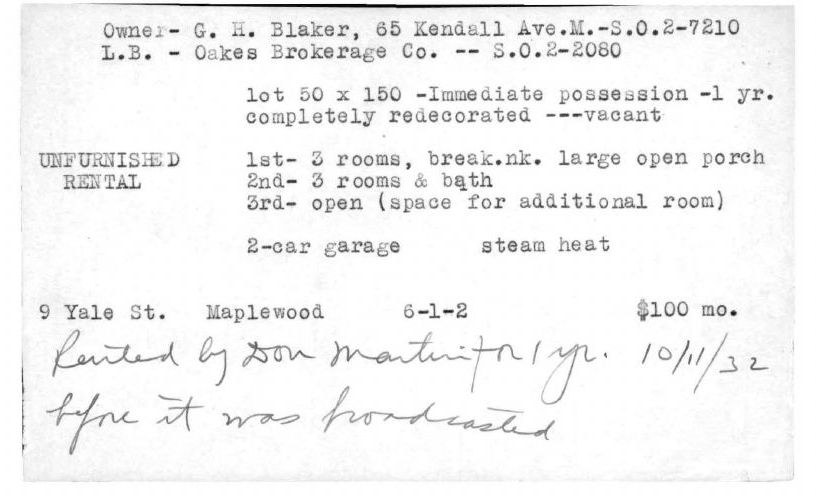 Owner- G. H. Blaker, 65 Kendall Ave.M.-S.O.2-7210
L.B. - Oakes Brokerage Co. -- S.O.2-2080
lot 50 x 150 -Immediate possession -1 yr.
completely redecorated ---vacant
UNFURNISHED 1st- 3 rooms, break.nk. large open porch
RENTAL 2nd- 3 rooms & bath
3rd- open (space for additional room)
2-car garage steam heat
9 Yale St. Maplewood 6-1-2 $100 mo.
Rented by Don Martin for 1 yr. 10/11/32
before it was broadcasted